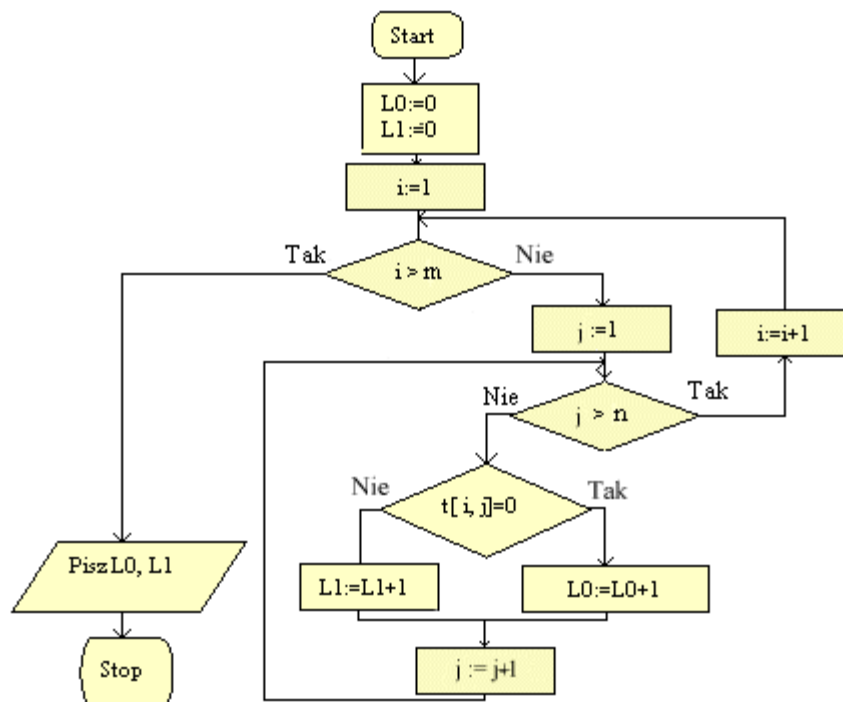 Start
L0:=0
L1:=0
i:=1
Tak
i > m
Nie
j :=1
i:=i+1
Nie
j > n
Tak
Nie
t[ i, j]=0
Tak
Pisz L0, L1
L1:=L1+1
L0:=L0+1
Stop
j := j+1